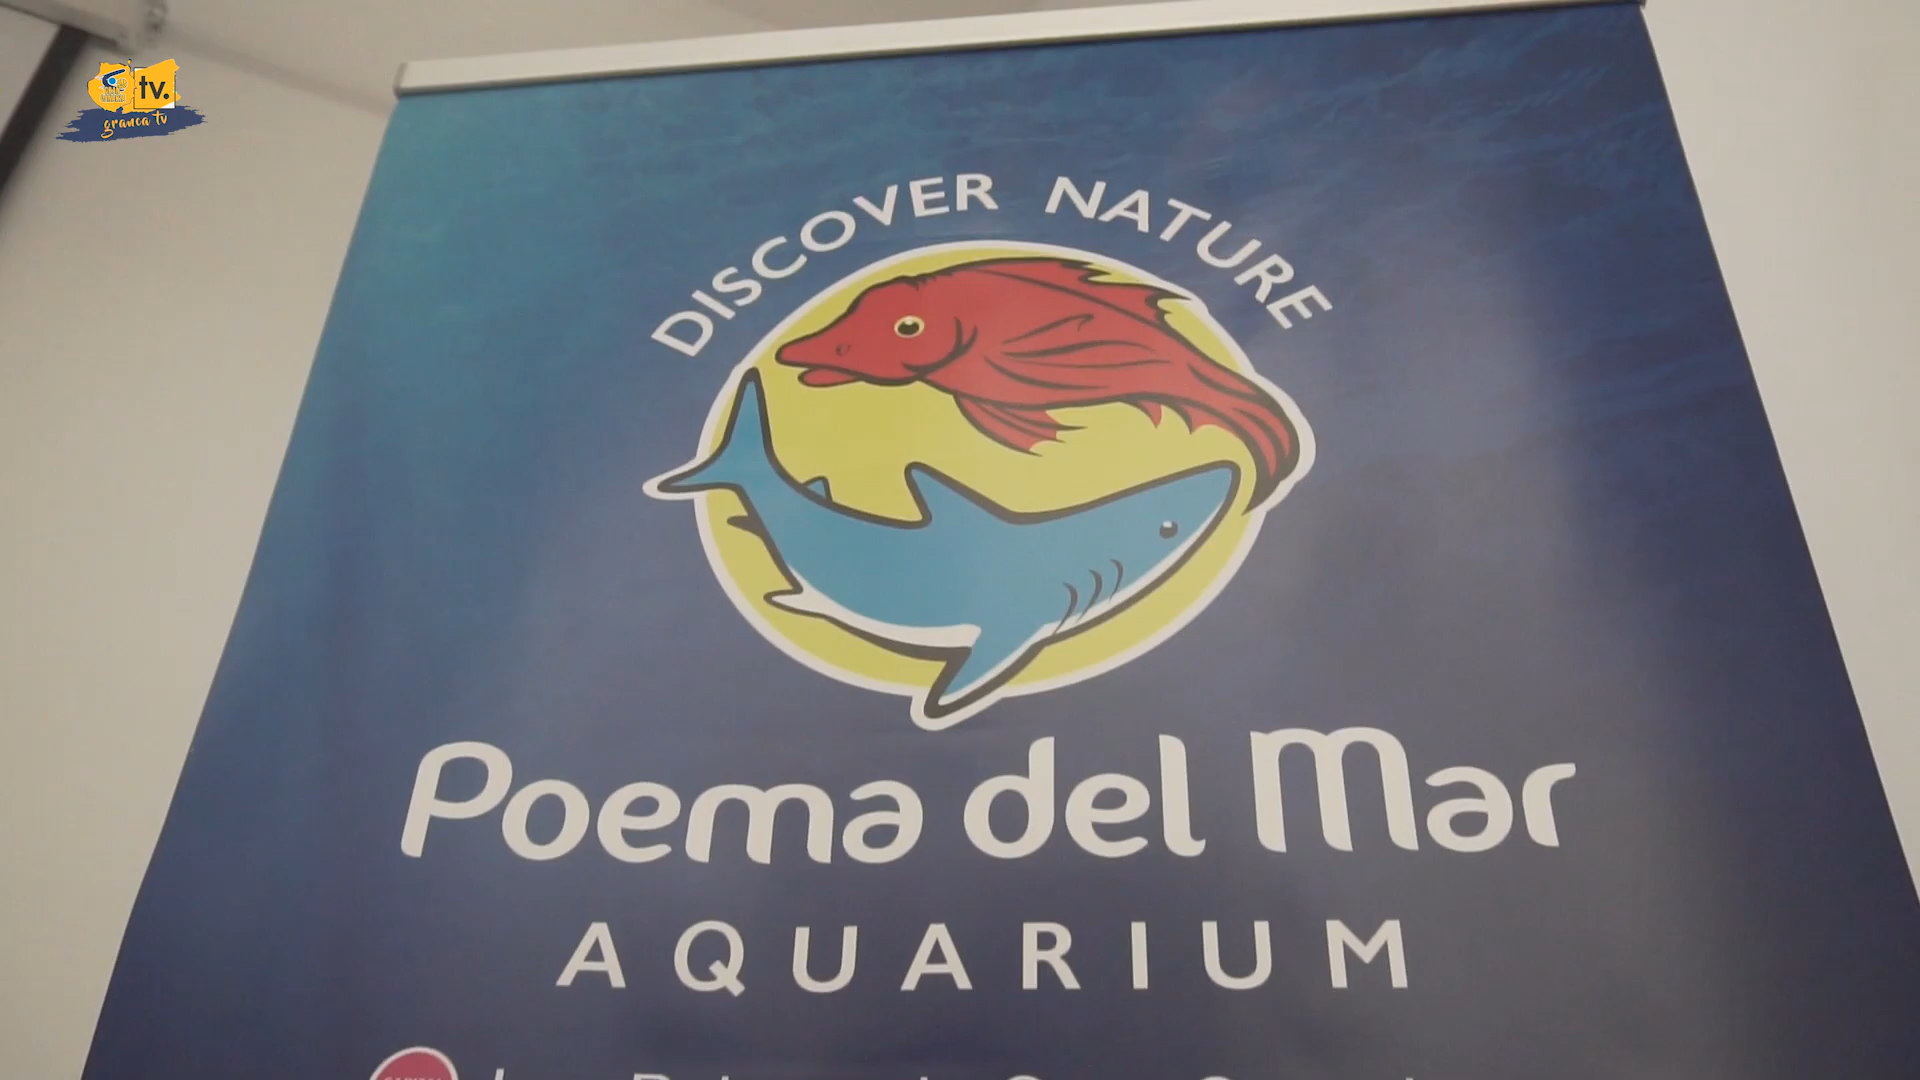 tv.
granca tv
DISCOVER NATURE
Poema del Mar
AQUARIUM